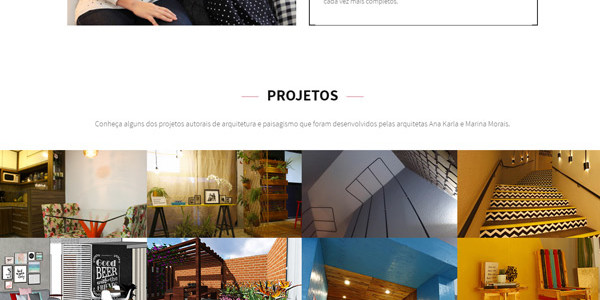 cada vez mais completos.
PROJETOS
Conheça alguns dos projetos autorais de arquitetura e paisagismo que foram desenvolvidos pelas arquitetas Ana Karla e Marina Morais.
Good
BEER